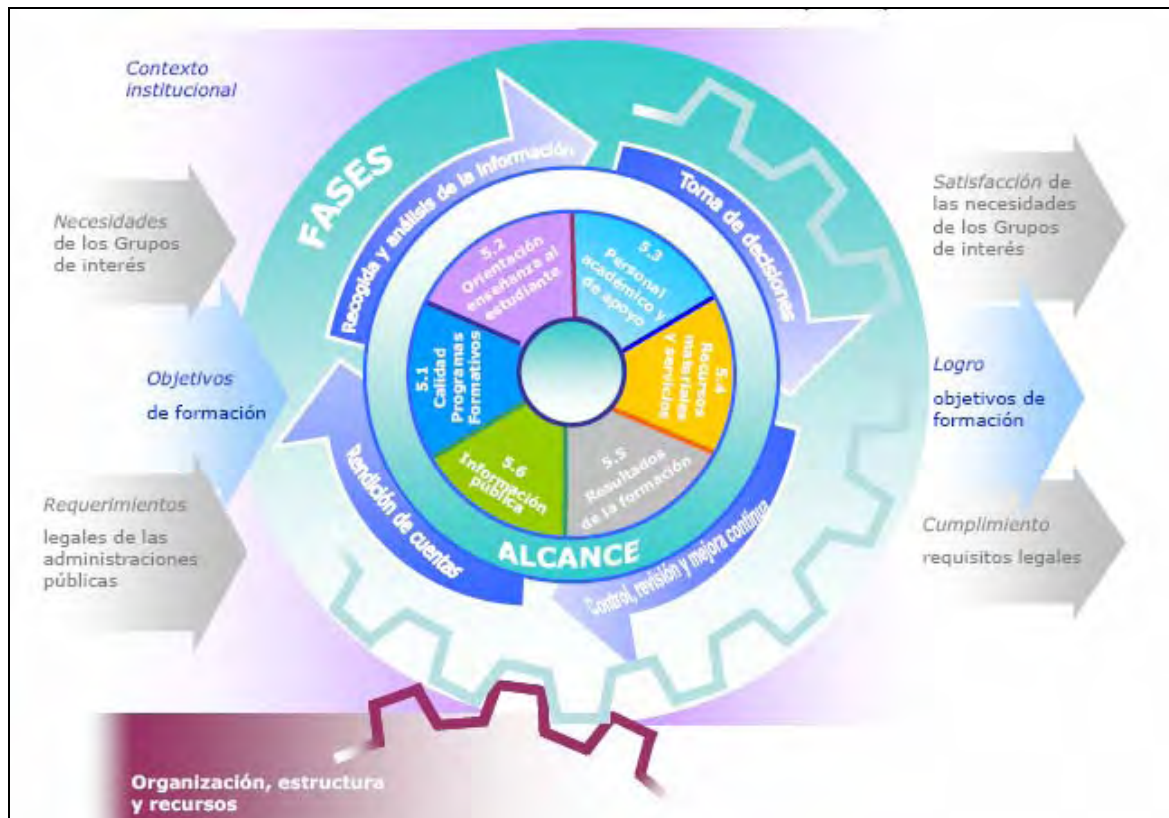 Contexto
institucional
Necesidades
de los Grupos
de interés
Objetivos
de formación
Requerimientos
legales de las
administraciones
públicas
FASES
Recogida y análisis de la información
Toma de decisiones
Control, revisión y mejora continua
Rendición de cuentas
5.1
Calidad
Programas
Formativos
5.2
Orientación
enseñanza al
estudiante
5.3
Personal
académico y
de apoyo
5.4
Recursos
materiales
y servicios
5.5
Resultados
de la formación
5.6
Información
pública
ALCANCE
Satisfacción de
las necesidades
de los Grupos
de interés
Logro
objetivos de
formación
Cumplimiento
requisitos legales
Organización, estructura
y recursos